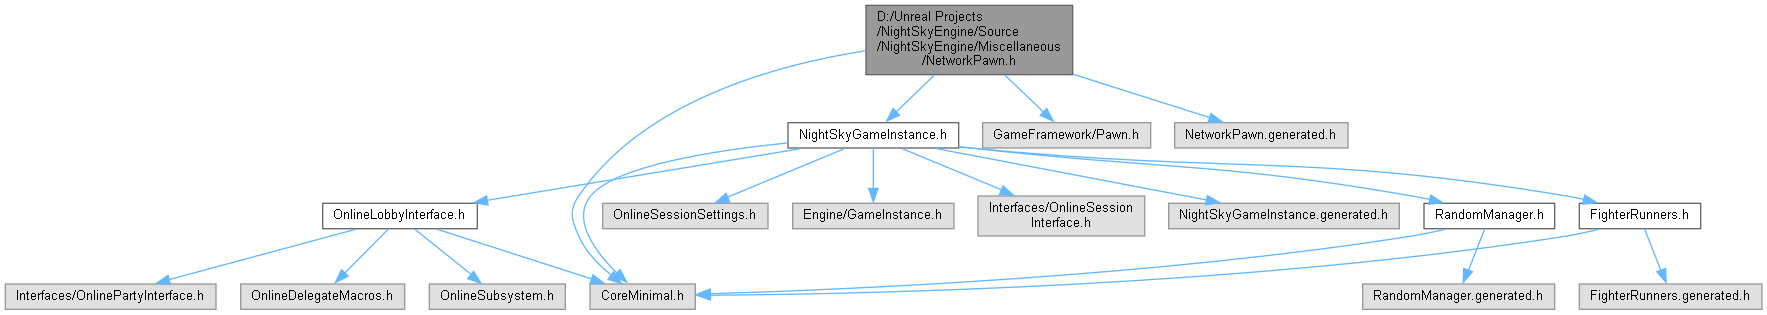 D:/Unreal Projects
/NightSkyEngine/Source
/NightSkyEngine/Miscellaneous
/NetworkPawn.h
NightSkyGameInstance.h
GameFramework/Pawn.h
NetworkPawn.generated.h
OnlineLobbyInterface.h
OnlineSessionSettings.h
Engine/GameInstance.h
Interfaces/OnlineSession
Interface.h
NightSkyGameInstance.generated.h
RandomManager.h
FighterRunners.h
Interfaces/OnlinePartyInterface.h
OnlineDelegateMacros.h
OnlineSubsystem.h
CoreMinimal.h
RandomManager.generated.h
FighterRunners.generated.h